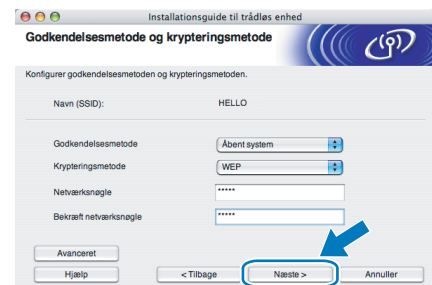 Installationsguide til trådløs enhed
Godkendelsesmetode og krypteringsmetode
Konfigurer godkendelsesmetoden og krypteringsmetoden.
Navn (SSID): HELLO
Godkendelsesmetode Åbent system
Krypteringsmetode WEP
Netværksnøgle *****
Bekræft netværksnøgle *****
Avanceret
Hjælp < Tilbage Næste > Annuller